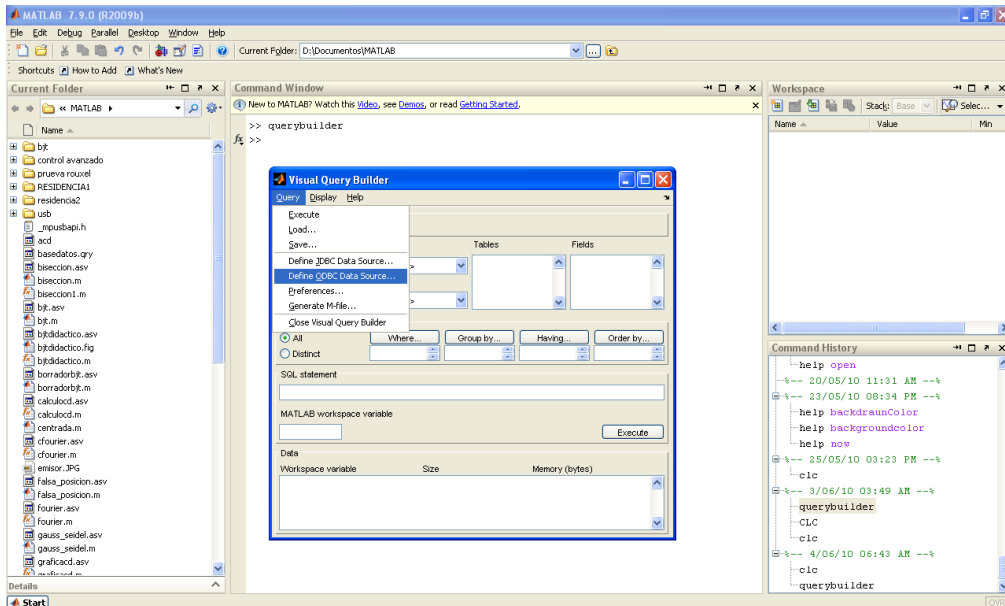 MATLAB 7.9.0 (R2009b)
File Edit Debug Parallel Desktop Window Help
Current Folder: D:\Documentos\MATLAB
Shortcuts How to Add What's New
Current Folder
« MATLAB
Name
bjt
control avanzado
prueva rouxel
RESIDENCIA1
residencia2
usb
_mpusbapi.h
acd
basedatos.qry
biseccion.asv
biseccion.m
biseccion1.m
bjt.asv
bjt.m
bjtdidactico.asv
bjtdidactico.fig
bjtdidactico.m
borradorbjt.asv
borradorbjt.m
calculocd.asv
calculocd.m
centrada.m
cfourier.asv
cfourier.m
emisor.JPG
falsa_posicion.asv
falsa_posicion.m
fourier.asv
fourier.m
gauss_seidel.asv
gauss_seidel.m
graficacd.asv
graficacd.m
Details
Start
Command Window
New to MATLAB? Watch this Video, see Demos, or read Getting Started.
>> querybuilder
fx >>
Visual Query Builder
Query Display Help
Execute
Load...
Save...
Define JDBC Data Source...
Define ODBC Data Source...
Preferences...
Generate M-file...
Close Visual Query Builder
Tables Fields
All
Distinct
Where... Group by... Having... Order by...
SQL statement
MATLAB workspace variable
Execute
Data
Workspace variable Size Memory (bytes)
Workspace
Stack: Base Selec...
Name Value Min
Command History
help open
%-- 20/05/10 11:31 AM --%
%-- 23/05/10 08:34 PM --%
help backdraunColor
help backgroundcolor
help now
%-- 25/05/10 03:23 PM --%
clc
%-- 3/06/10 03:49 AM --%
querybuilder
CLC
clc
%-- 4/06/10 06:43 AM --%
clc
querybuilder
OVR